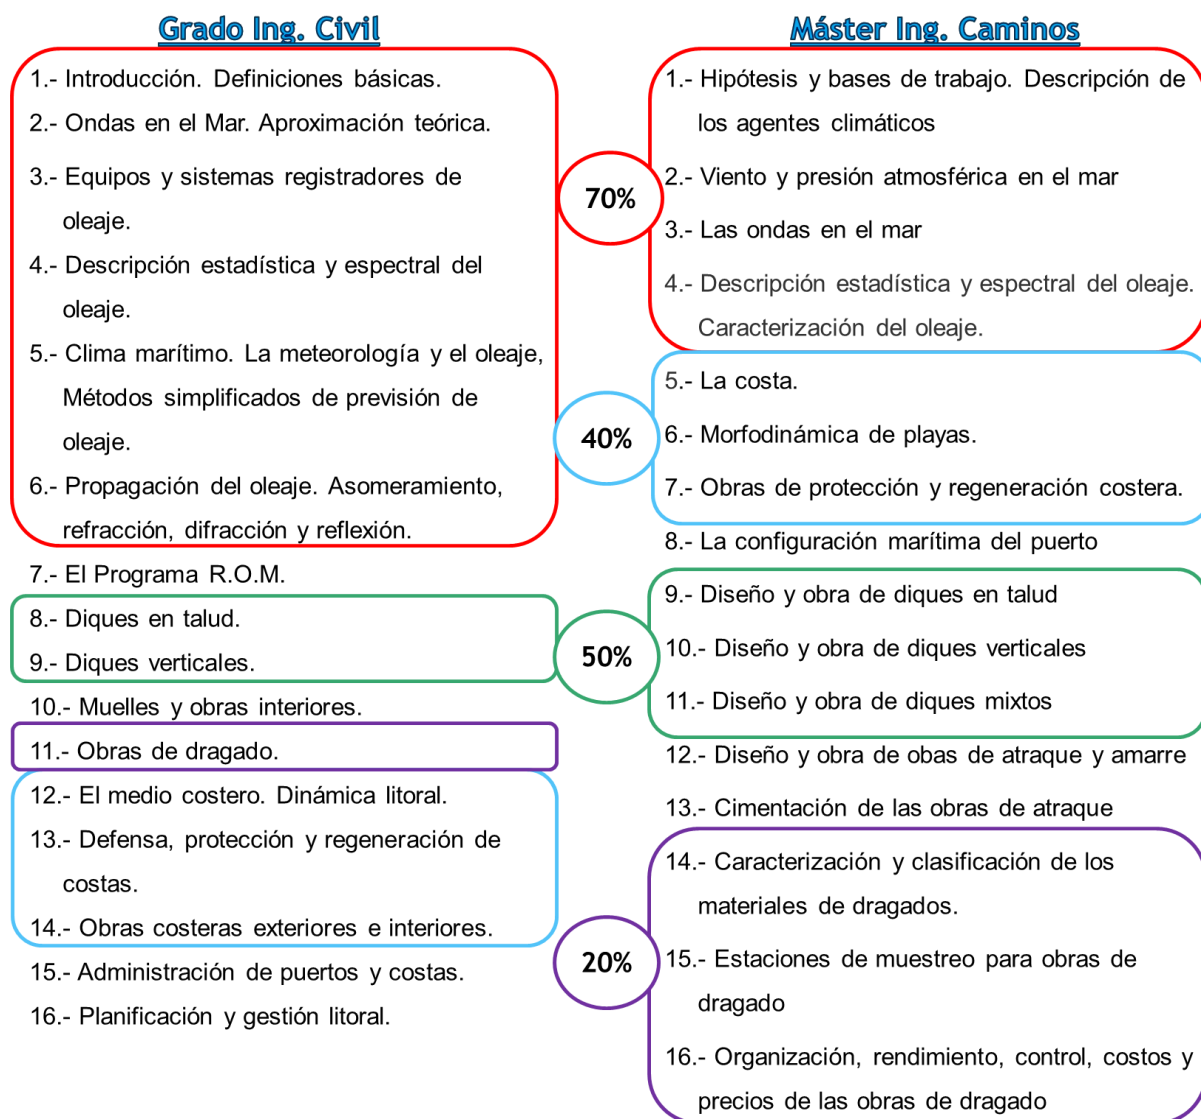 Grado Ing. Civil
1.- Introducción. Definiciones básicas.
2.- Ondas en el Mar. Aproximación teórica.
3.- Equipos y sistemas registradores de
oleaje.
4.- Descripción estadística y espectral del
oleaje.
5.- Clima marítimo. La meteorología y el oleaje,
Métodos simplificados de previsión de
oleaje.
6.- Propagación del oleaje. Asomeramiento,
refracción, difracción y reflexión.
7.- El Programa R.O.M.
8.- Diques en talud.
9.- Diques verticales.
10.- Muelles y obras interiores.
11.- Obras de dragado.
12.- El medio costero. Dinámica litoral.
13.- Defensa, protección y regeneración de
costas.
14.- Obras costeras exteriores e interiores.
15.- Administración de puertos y costas.
16.- Planificación y gestión litoral.
70%
40%
50%
20%
Máster Ing. Caminos
1.- Hipótesis y bases de trabajo. Descripción de
los agentes climáticos
2.- Viento y presión atmosférica en el mar
3.- Las ondas en el mar
4.- Descripción estadística y espectral del oleaje.
Caracterización del oleaje.
5.- La costa.
6.- Morfodinámica de playas.
7.- Obras de protección y regeneración costera.
8.- La configuración marítima del puerto
9.- Diseño y obra de diques en talud
10.- Diseño y obra de diques verticales
11.- Diseño y obra de diques mixtos
12.- Diseño y obra de obas de atraque y amarre
13.- Cimentación de las obras de atraque
14.- Caracterización y clasificación de los
materiales de dragados.
15.- Estaciones de muestreo para obras de
dragado
16.- Organización, rendimiento, control, costos y
precios de las obras de dragado